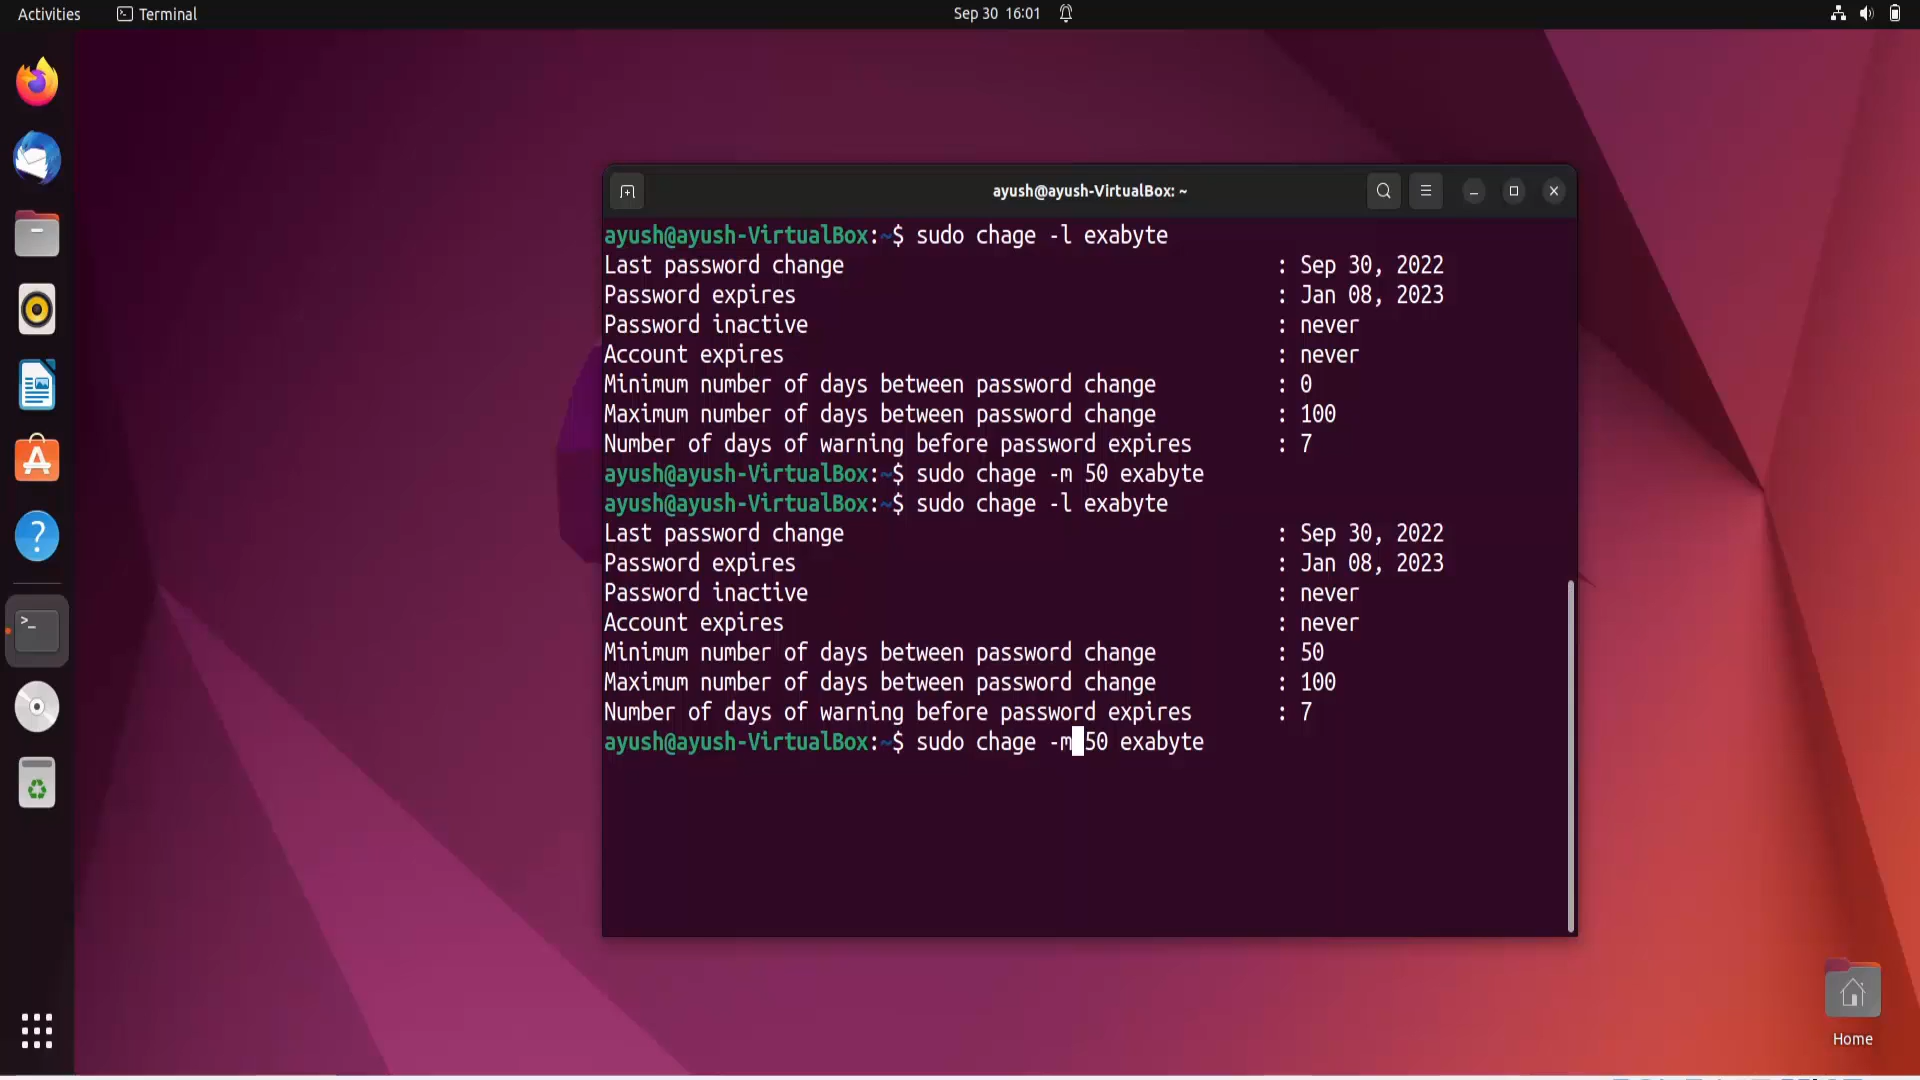 Activities
Terminal
Sep 30 16:01
ayush@ayush-VirtualBox: ~
ayush@ayush-VirtualBox:~$ sudo chage -l exabyte
Last password change : Sep 30, 2022
Password expires : Jan 08, 2023
Password inactive : never
Account expires : never
Minimum number of days between password change : 0
Maximum number of days between password change : 100
Number of days of warning before password expires : 7
ayush@ayush-VirtualBox:~$ sudo chage -m 50 exabyte
ayush@ayush-VirtualBox:~$ sudo chage -l exabyte
Last password change : Sep 30, 2022
Password expires : Jan 08, 2023
Password inactive : never
Account expires : never
Minimum number of days between password change : 50
Maximum number of days between password change : 100
Number of days of warning before password expires : 7
ayush@ayush-VirtualBox:~$ sudo chage -m 50 exabyte
Home